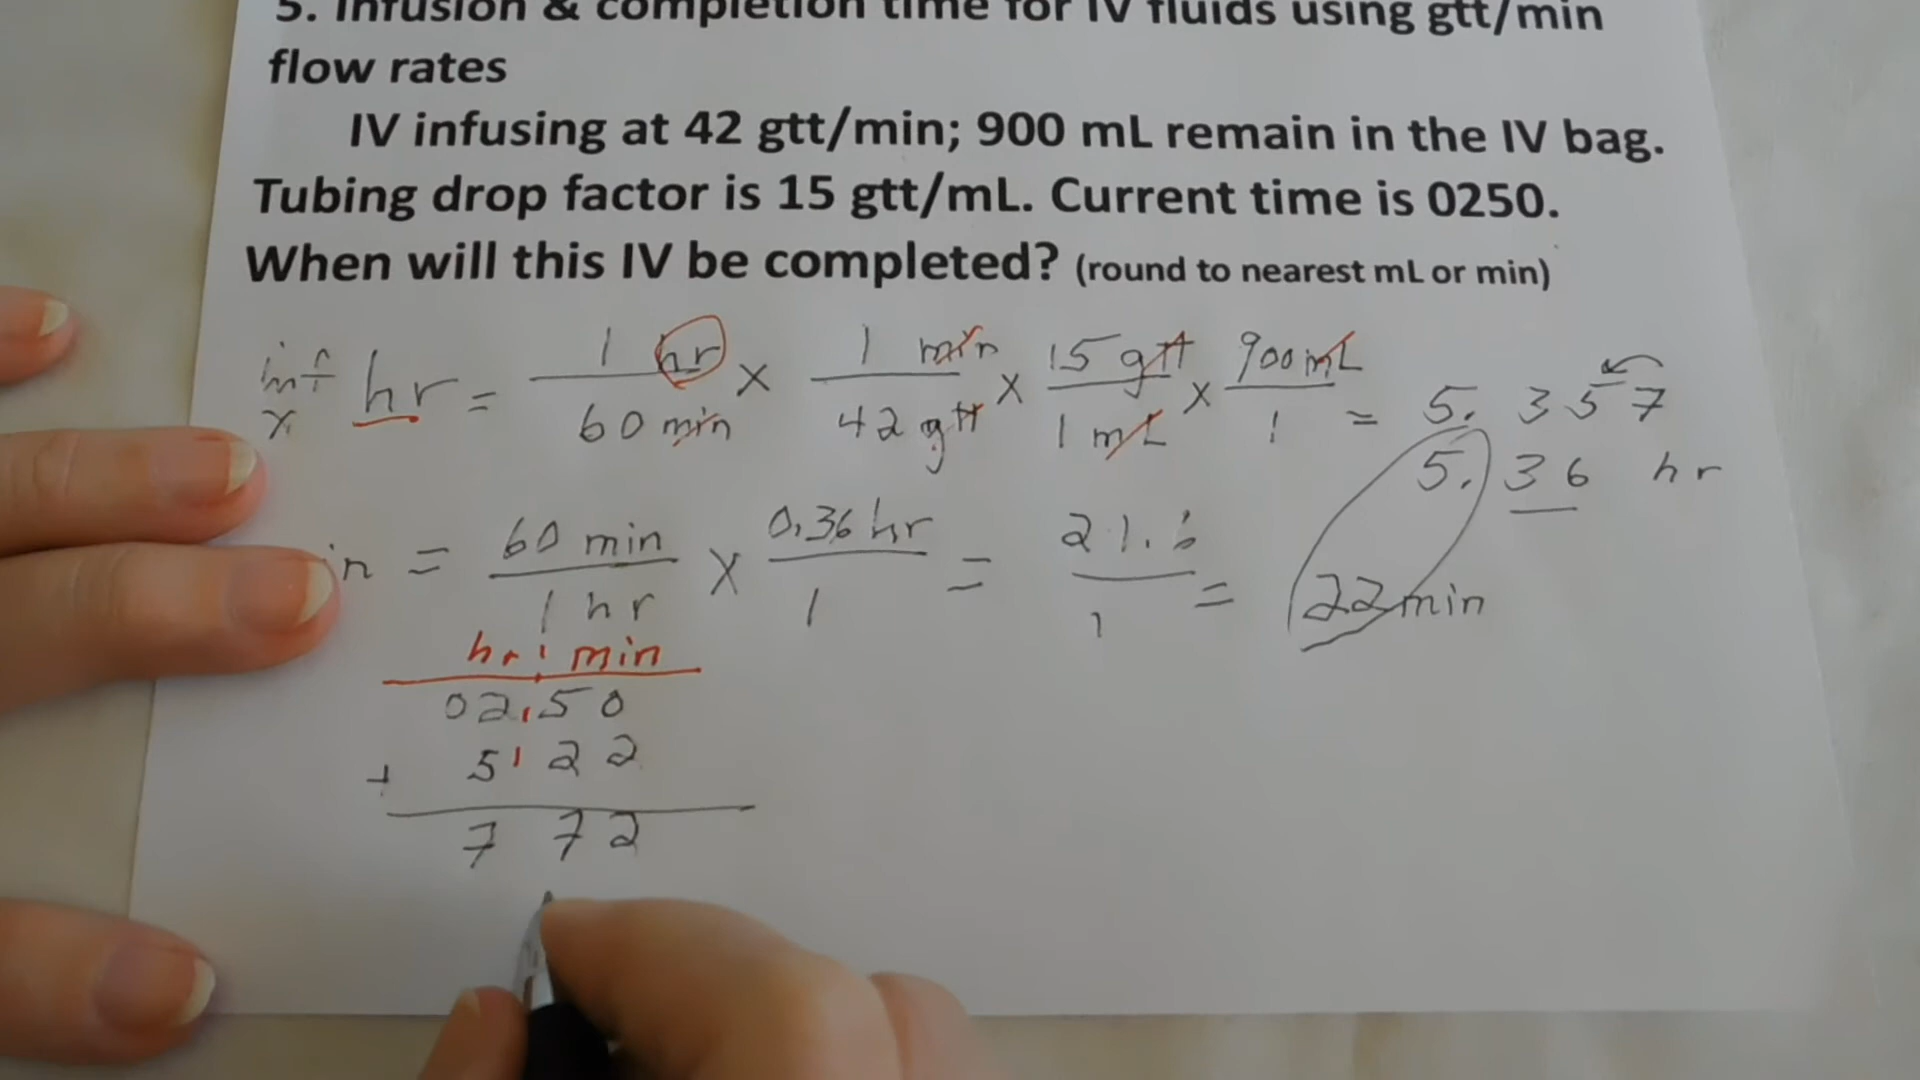 5. Infusion & completion time for IV fluids using gtt/min
flow rates
IV infusing at 42 gtt/min; 900 mL remain in the IV bag.
Tubing drop factor is 15 gtt/mL. Current time is 0250.
When will this IV be completed? (round to nearest mL or min)
inf hr = 1 hr / 60 min x 1 min / 42 gtt x 15 gtt / 1 mL x 900 mL / 1 = 5.357
x
5.36 hr
in = 60 min / 1 hr x 0.36 hr / 1 = 21.6 / 1 = 22 min
hr : min
02:50
+ 5:22
7 72